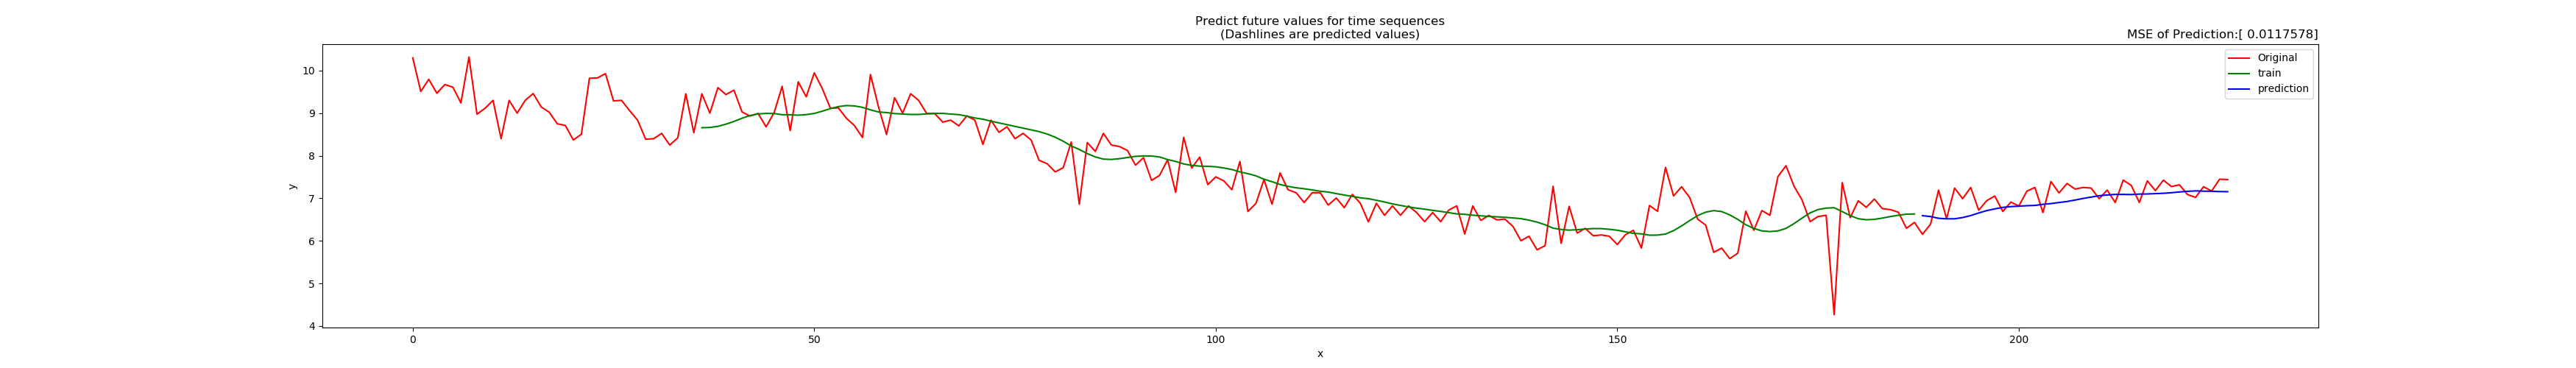 Predict future values for time sequences
(Dashlines are predicted values)
MSE of Prediction:[ 0.0117578]
Original
train
prediction
10
9
8
7
6
5
4
y
0 50 100 150 200
x